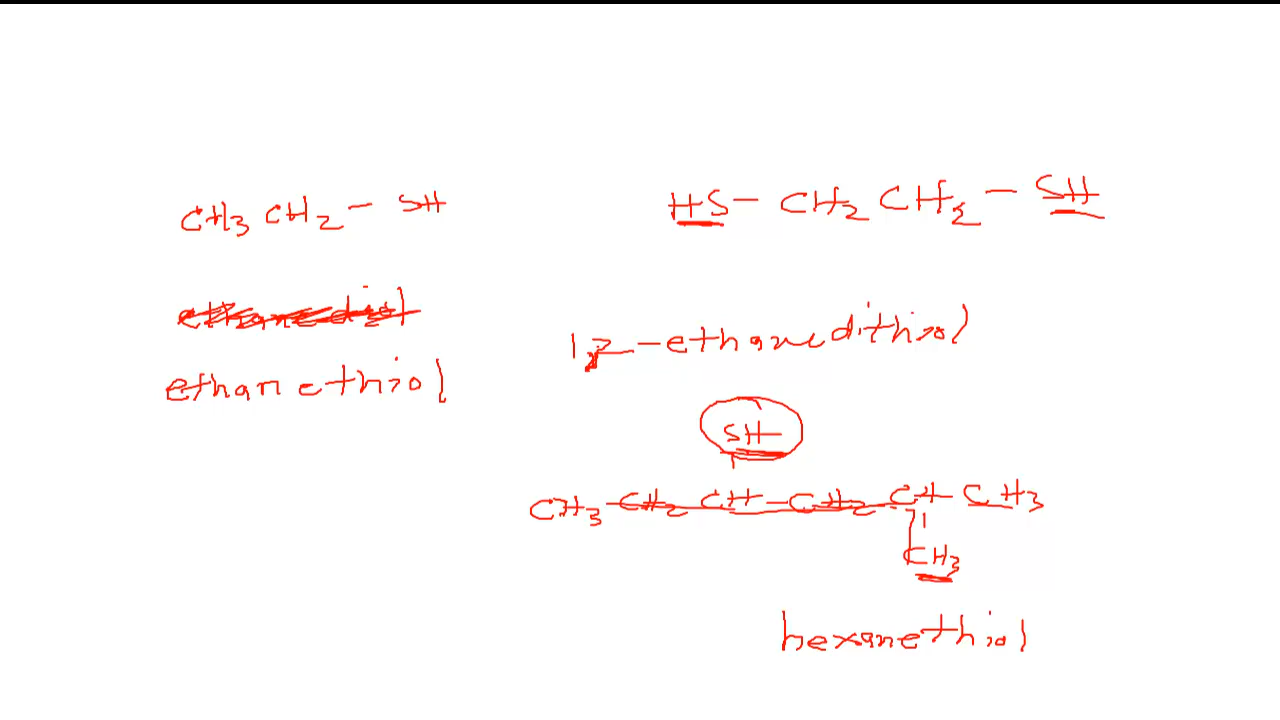 CH3 CH2 - SH
ethanethiol
HS - CH2 CH2 - SH
1,2-ethanedithiol
SH
CH3 - CH2 CH - CH2 CH - CH3
CH3
hexanethiol